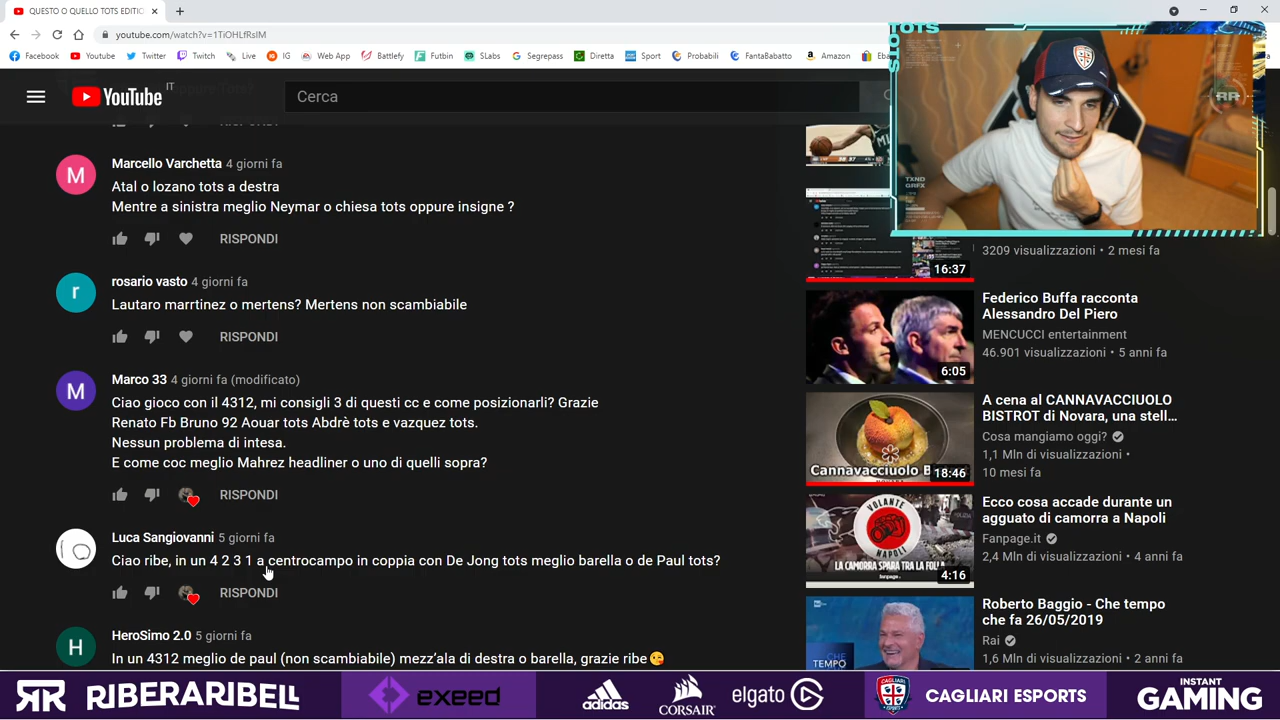 QUESTO O QUELLO TOTS EDITIC
youtube.com/watch?v=1TiOHLfRsIM
Facebook
Youtube
Twitter
Twitch
Live
IG
Web App
Battlefy
Futbin
SLabs
Segrepass
Diretta
Sport
Probabili
FantaBabbo
Amazon
TOTS
YouTube IT
Cerca
Marcello Varchetta 4 giorni fa
Atal o lozano tots a destra
meglio Neymar o chiesa tots oppure insigne ?
RISPONDI
vasto 4 giorni fa
Lautaro marrtinez o mertens? Mertens non scambiabile
RISPONDI
Marco 33 4 giorni fa (modificato)
Ciao gioco con il 4312, mi consigli 3 di questi cc e come posizionarli? Grazie
Renato Fb Bruno 92 Aouar tots Abdrè tots e vazquez tots.
Nessun problema di intesa.
E come coc meglio Mahrez headliner o uno di quelli sopra?
RISPONDI
Luca Sangiovanni 5 giorni fa
Ciao ribe, in un 4 2 3 1 a centrocampo in coppia con De Jong tots meglio barella o de Paul tots?
RISPONDI
HeroSimo 2.0 5 giorni fa
In un 4312 meglio de paul (non scambiabile) mezz'ala di destra o barella, grazie ribe😘
TXND
GRFX
RR
3209 visualizzazioni • 2 mesi fa
16:37
Federico Buffa racconta
Alessandro Del Piero
MENCUCCI entertainment
46.901 visualizzazioni • 5 anni fa
6:05
A cena al CANNAVACCIUOLO
BISTROT di Novara, una stell...
Cosa mangiamo oggi?
1,1 Mln di visualizzazioni •
10 mesi fa
Cannavacciuolo B
18:46
Ecco cosa accade durante un
agguato di camorra a Napoli
Fanpage.it
2,4 Mln di visualizzazioni • 4 anni fa
VOLANTE
NAPOLI
LA CAMORRA SPARA TRA LA FOLLA
fanpage
4:16
Roberto Baggio - Che tempo
che fa 26/05/2019
Rai
1,6 Mln di visualizzazioni • 2 anni fa
CHE
TEMPO
RR RIBERARIBELL
exeed
adidas
CORSAIR
elgato
CAGLIARI ESPORTS
INSTANT
GAMING